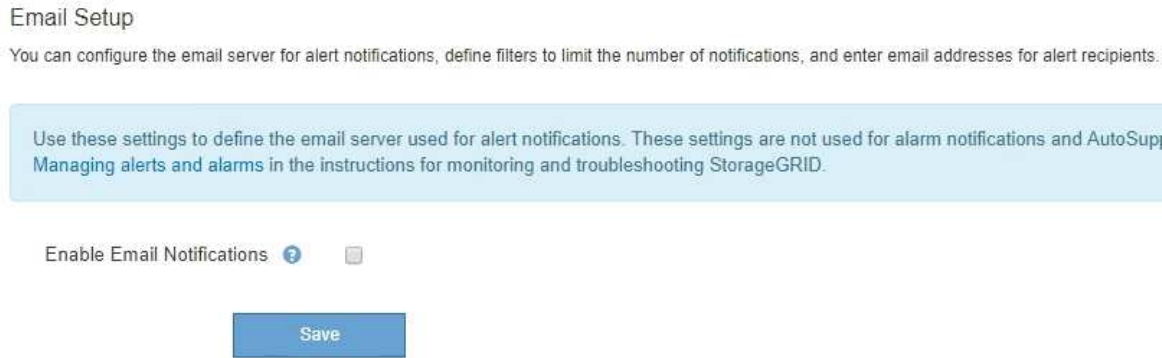 Email Setup
You can configure the email server for alert notifications, define filters to limit the number of notifications, and enter email addresses for alert recipients.
Use these settings to define the email server used for alert notifications. These settings are not used for alarm notifications and
Managing alerts and alarms in the instructions for monitoring and troubleshooting StorageGRID.
Enable Email Notifications ?
Save